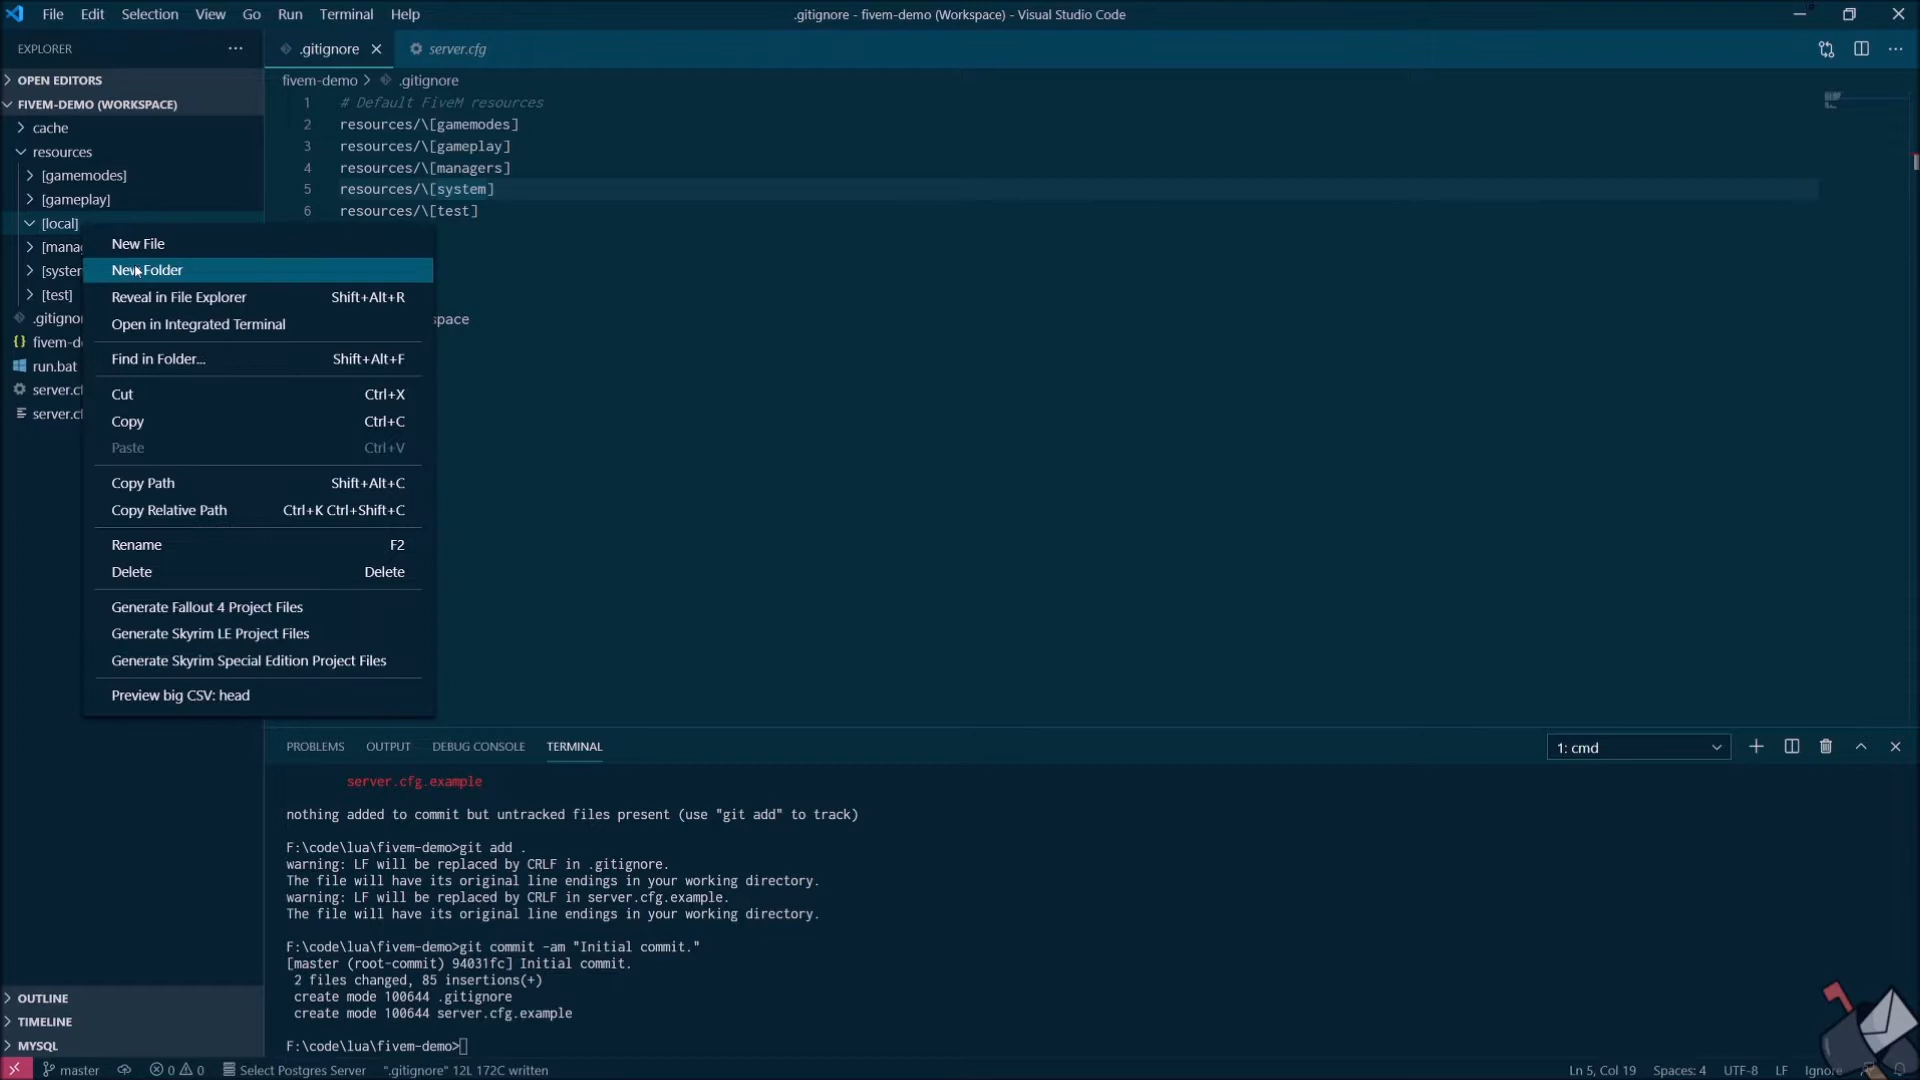 File Edit Selection View Go Run Terminal Help
.gitignore - fivem-demo (Workspace) - Visual Studio Code
EXPLORER
.gitignore
server.cfg
OPEN EDITORS
FIVEM-DEMO (WORKSPACE)
cache
resources
[gamemodes]
[gameplay]
[local]
[test]
run.bat
fivem-demo > .gitignore
1 # Default FiveM resources
2 resources/\[gamemodes]
3 resources/\[gameplay]
4 resources/\[managers]
5 resources/\[system]
6 resources/\[test]
New File
New Folder
Reveal in File Explorer Shift+Alt+R
Open in Integrated Terminal
Find in Folder... Shift+Alt+F
Cut Ctrl+X
Copy Ctrl+C
Paste Ctrl+V
Copy Path Shift+Alt+C
Copy Relative Path Ctrl+K Ctrl+Shift+C
Rename F2
Delete Delete
Generate Fallout 4 Project Files
Generate Skyrim LE Project Files
Generate Skyrim Special Edition Project Files
Preview big CSV: head
PROBLEMS OUTPUT DEBUG CONSOLE TERMINAL
1: cmd
server.cfg.example
nothing added to commit but untracked files present (use "git add" to track)
F:\code\lua\fivem-demo>git add .
warning: LF will be replaced by CRLF in .gitignore.
The file will have its original line endings in your working directory.
warning: LF will be replaced by CRLF in server.cfg.example.
The file will have its original line endings in your working directory.
F:\code\lua\fivem-demo>git commit -am "Initial commit."
[master (root-commit) 94031fc] Initial commit.
2 files changed, 85 insertions(+)
create mode 100644 .gitignore
create mode 100644 server.cfg.example
F:\code\lua\fivem-demo>
OUTLINE
TIMELINE
MYSQL
master
0 0
Select Postgres Server
".gitignore" 12L 172C written
Ln 5, Col 19
Spaces: 4
UTF-8
LF